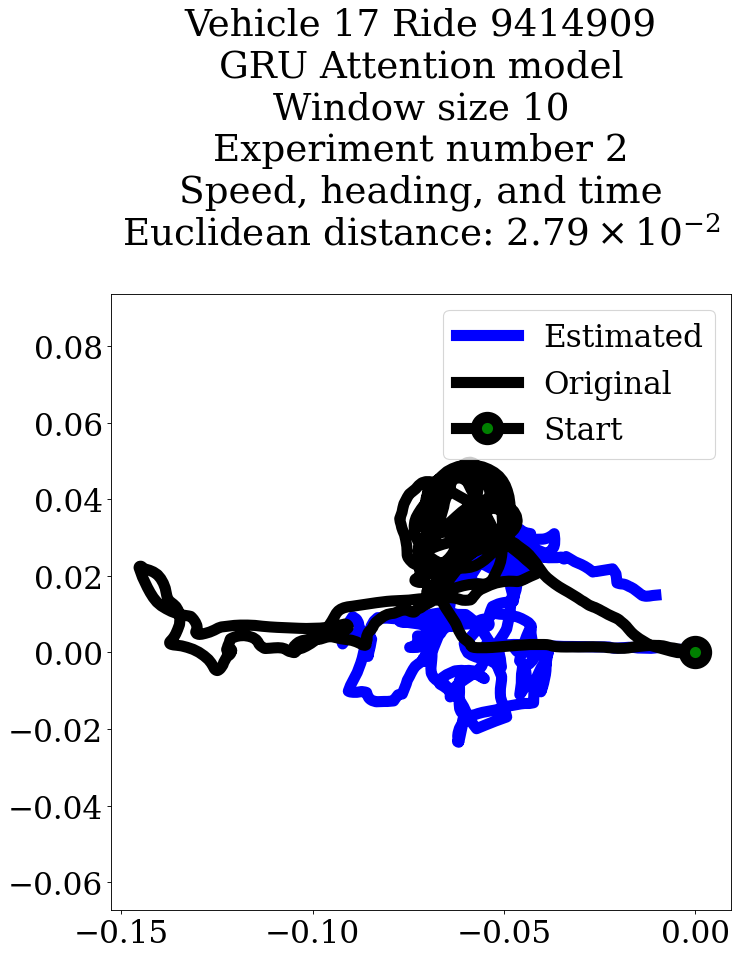 Vehicle 17 Ride 9414909
GRU Attention model
Window size 10
Experiment number 2
Speed, heading, and time
Euclidean distance: 2.79 × 10⁻²
Estimated
Original
Start
0.08
0.06
0.04
0.02
0.00
−0.02
−0.04
−0.06
−0.15 −0.10 −0.05 0.00